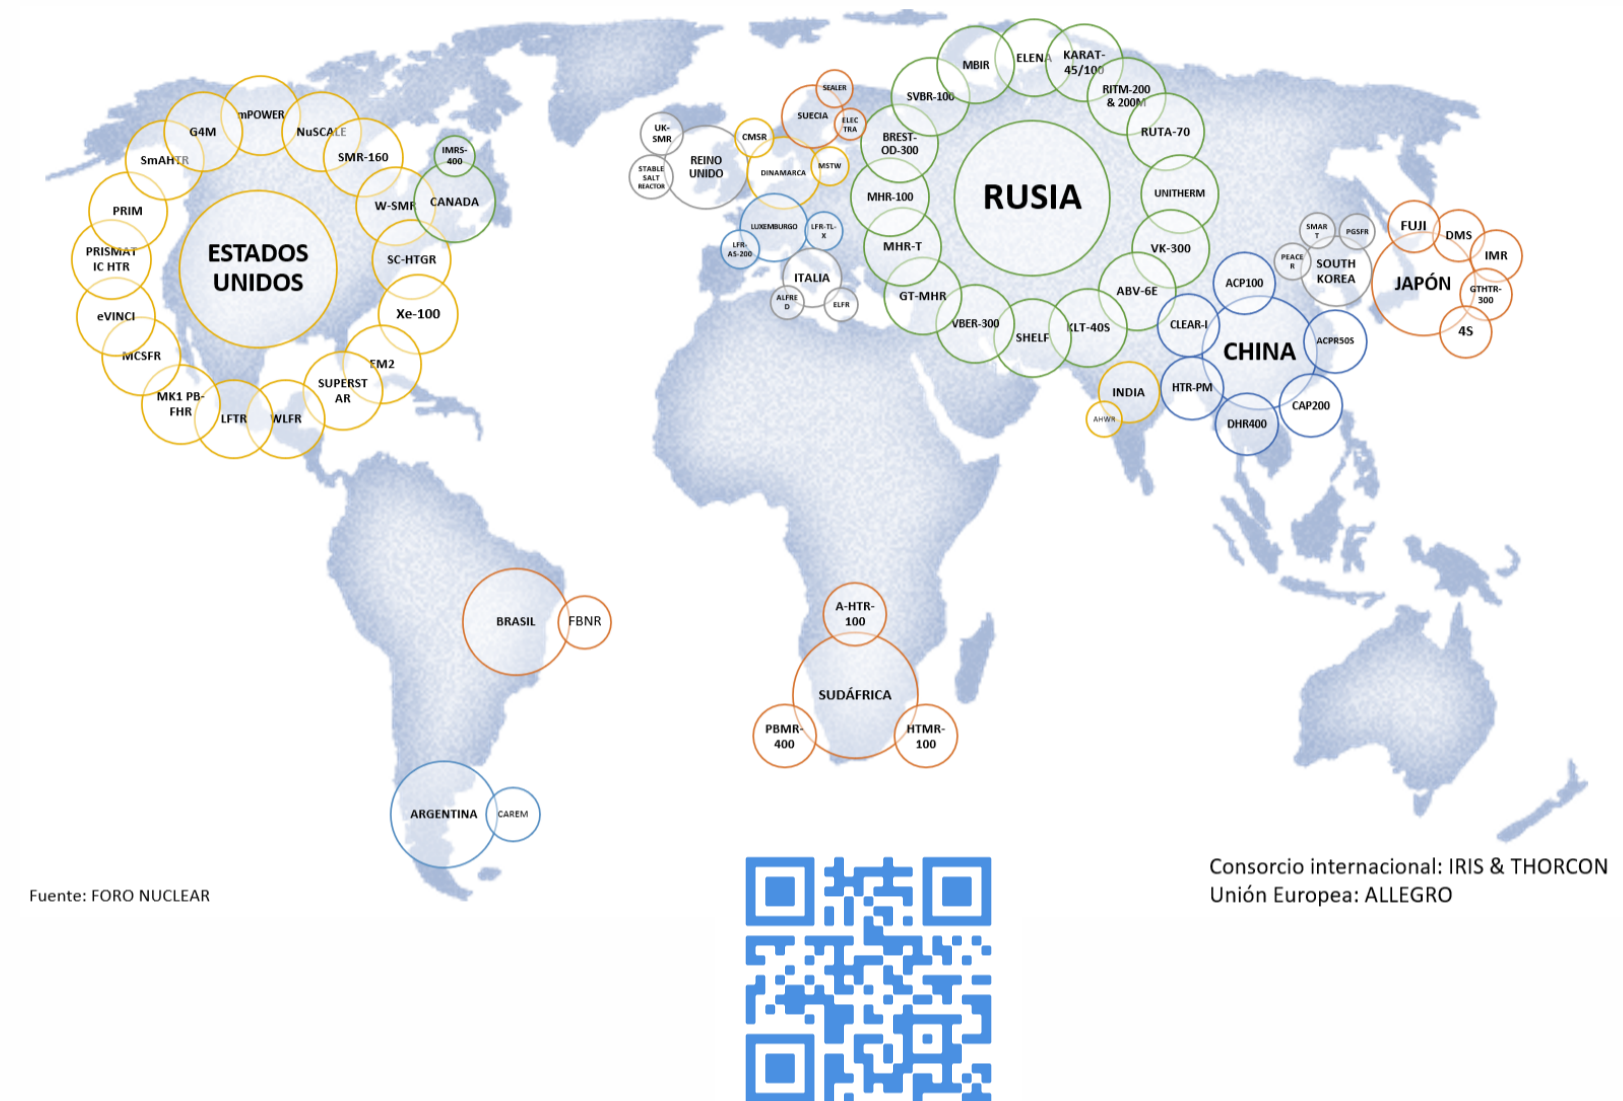 ESTADOS
UNIDOS
mPOWER
NuSCALE
SMR-160
W-SMR
SC-HTGR
Xe-100
EM2
SUPERST
AR
WLFR
LFTR
MK1 PB-
FHR
MCSFR
eVINCI
PRISMAT
IC HTR
PRIM
SmAHTR
G4M
IMRS-
400
CANADA
BRASIL
FBNR
ARGENTINA
CAREM
UK-
SMR
STABLE
SALT
REACTOR
REINO
UNIDO
CMSR
DINAMARCA
MSTW
SEALER
SUECIA
ELEC
TRA
LUXEMBURGO
LFR-TL-
X
LFR-
AS-200
ITALIA
ALFRE
D
ELFR
RUSIA
ELENA
KARAT-
45/100
RITM-200
& 200M
RUTA-70
UNITHERM
VK-300
ABV-6E
KLT-40S
SHELF
VBER-300
GT-MHR
MHR-T
MHR-100
BREST-
OD-300
SVBR-100
MBIR
INDIA
AHWR
CHINA
ACP100
ACPR50S
CAP200
DHR400
HTR-PM
CLEAR-I
SMAR
T
PGSFR
PEACE
R
SOUTH
KOREA
JAPÓN
FUJI
DMS
IMR
GTHTR-
300
4S
A-HTR-
100
SUDÁFRICA
PBMR-
400
HTMR-
100
Fuente: FORO NUCLEAR
Consorcio internacional: IRIS & THORCON
Unión Europea: ALLEGRO